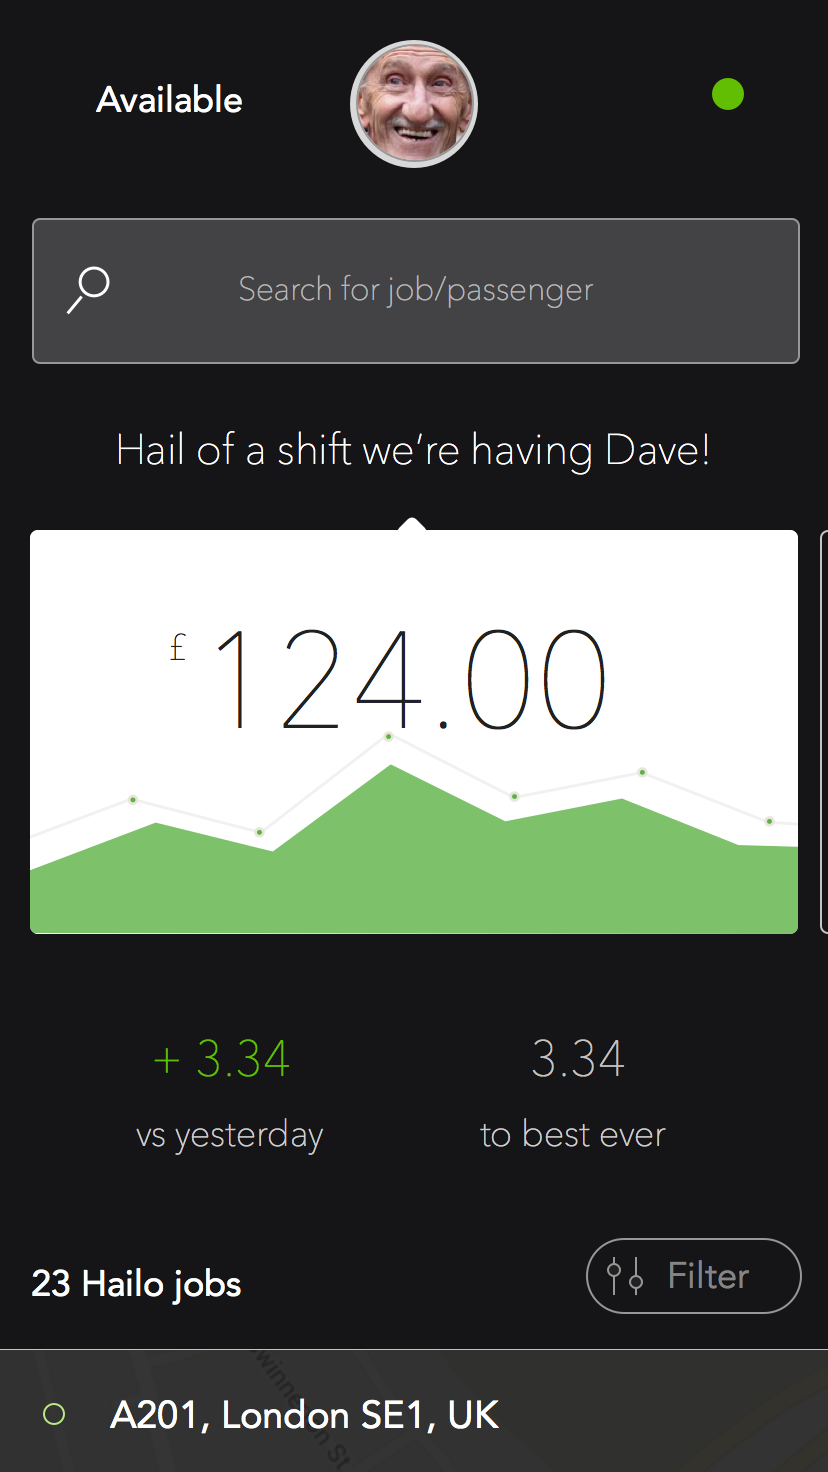 Available
Search for job/passenger
Hail of a shift we're having Dave!
£ 124.00
+ 3.34
vs yesterday
3.34
to best ever
23 Hailo jobs
Filter
A201, London SE1, UK